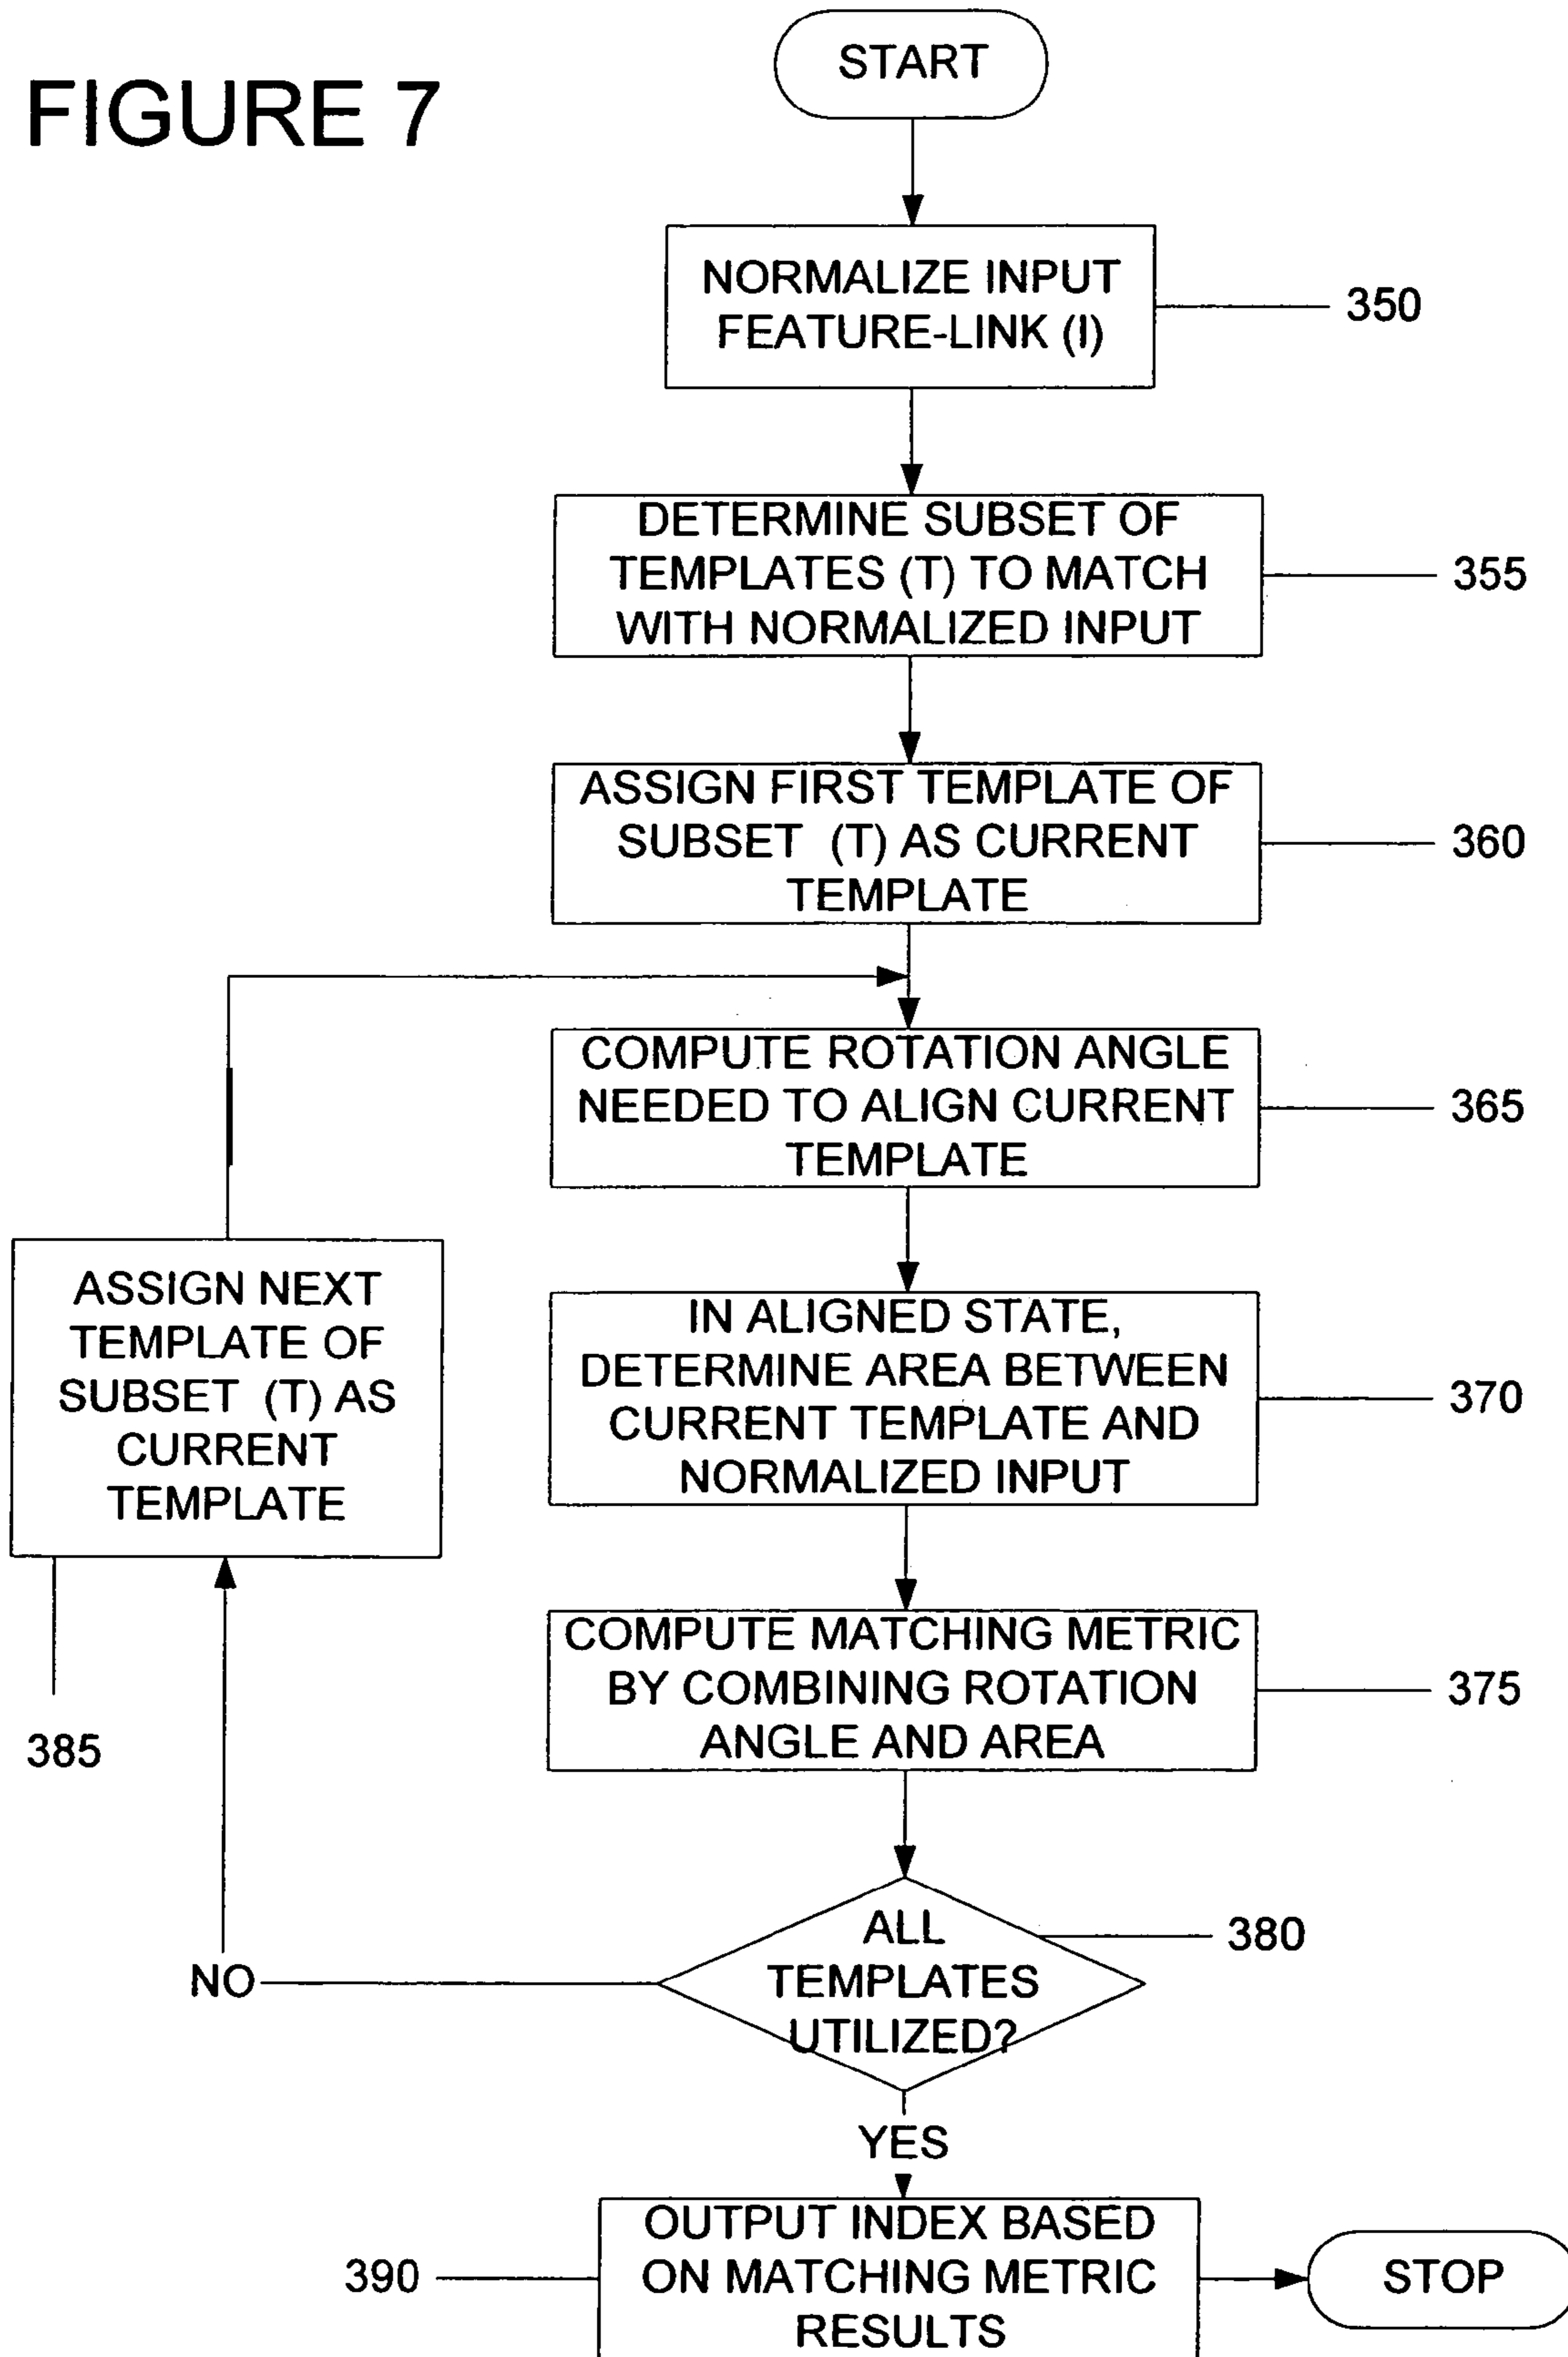 FIGURE 7
START
NORMALIZE INPUT
FEATURE-LINK (I)
350
DETERMINE SUBSET OF
TEMPLATES (T) TO MATCH
WITH NORMALIZED INPUT
355
ASSIGN FIRST TEMPLATE OF
SUBSET (T) AS CURRENT
TEMPLATE
360
COMPUTE ROTATION ANGLE
NEEDED TO ALIGN CURRENT
TEMPLATE
365
ASSIGN NEXT
TEMPLATE OF
SUBSET (T) AS
CURRENT
TEMPLATE
385
IN ALIGNED STATE,
DETERMINE AREA BETWEEN
CURRENT TEMPLATE AND
NORMALIZED INPUT
370
COMPUTE MATCHING METRIC
BY COMBINING ROTATION
ANGLE AND AREA
375
ALL
TEMPLATES
UTILIZED?
380
NO
YES
OUTPUT INDEX BASED
ON MATCHING METRIC
RESULTS
390
STOP